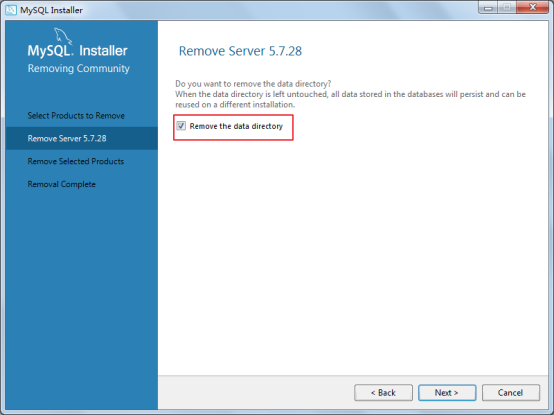 MySQL Installer
MySQL. Installer
Removing Community
Select Products to Remove
Remove Server 5.7.28
Remove Selected Products
Removal Complete
Remove Server 5.7.28
Do you want to remove the data directory?
When the data directory is left untouched, all data stored in the databases will persist and can be
reused on a different installation.
Remove the data directory
< Back
Next >
Cancel